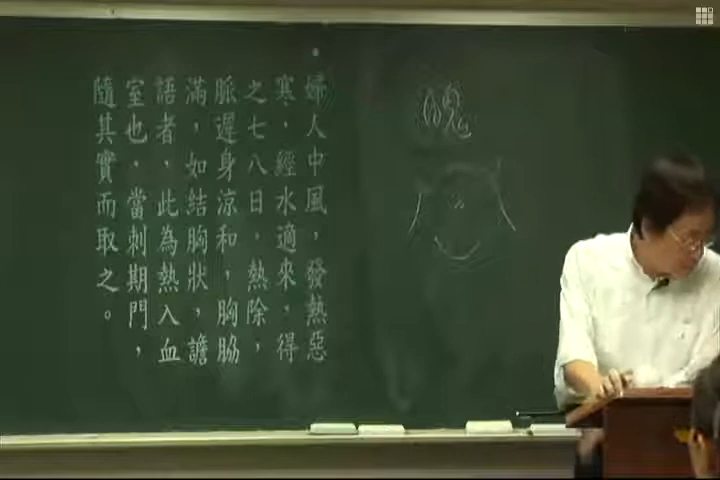 婦人中風，發熱惡
寒，經水適來，得
之七八日，熱除，
脈遲身涼和，胸脇
滿，如結胸狀，譫
語者，此為熱入血
室也，當刺期門，
隨其實而取之。